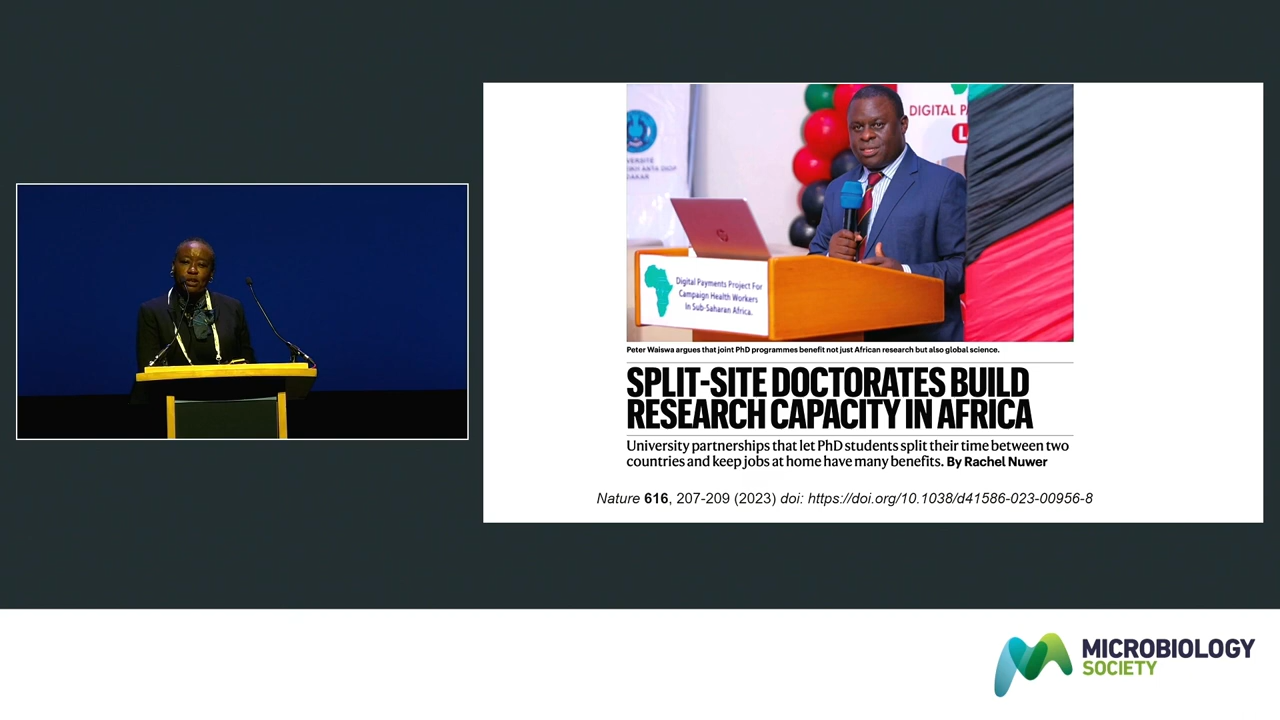 DIGITAL PA
Digital Payments Project For
Campaign Health Workers
In Sub-Saharan Africa.
Peter Waiswa argues that joint PhD programmes benefit not just African research but also global science.
SPLIT-SITE DOCTORATES BUILD
RESEARCH CAPACITY IN AFRICA
University partnerships that let PhD students split their time between two
countries and keep jobs at home have many benefits. By Rachel Nuwer
Nature 616, 207-209 (2023) doi: https://doi.org/10.1038/d41586-023-00956-8
MICROBIOLOGY
SOCIETY